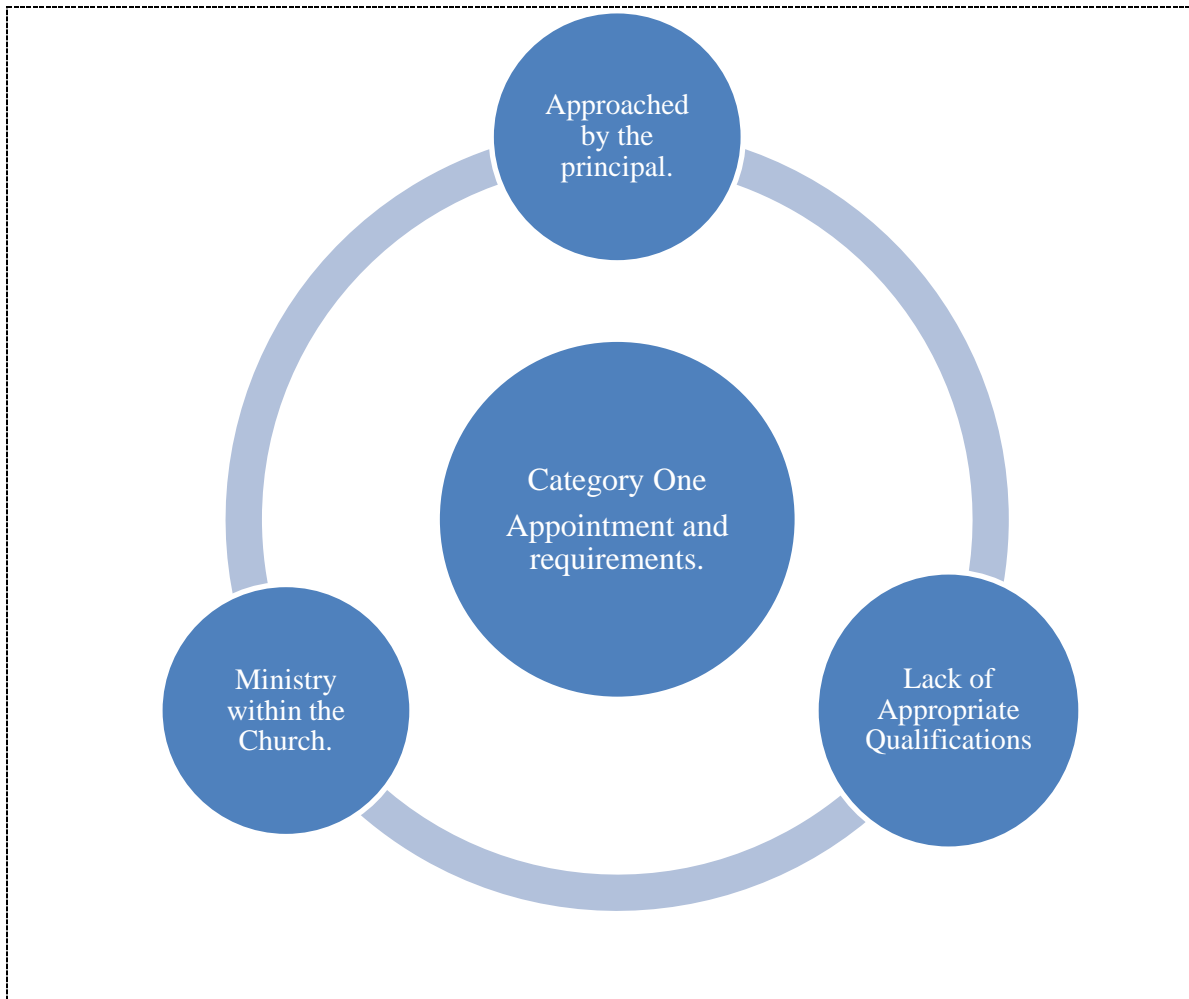 Approached
by the
principal.
Category One
Appointment and
requirements.
Ministry
within the
Church.
Lack of
Appropriate
Qualifications